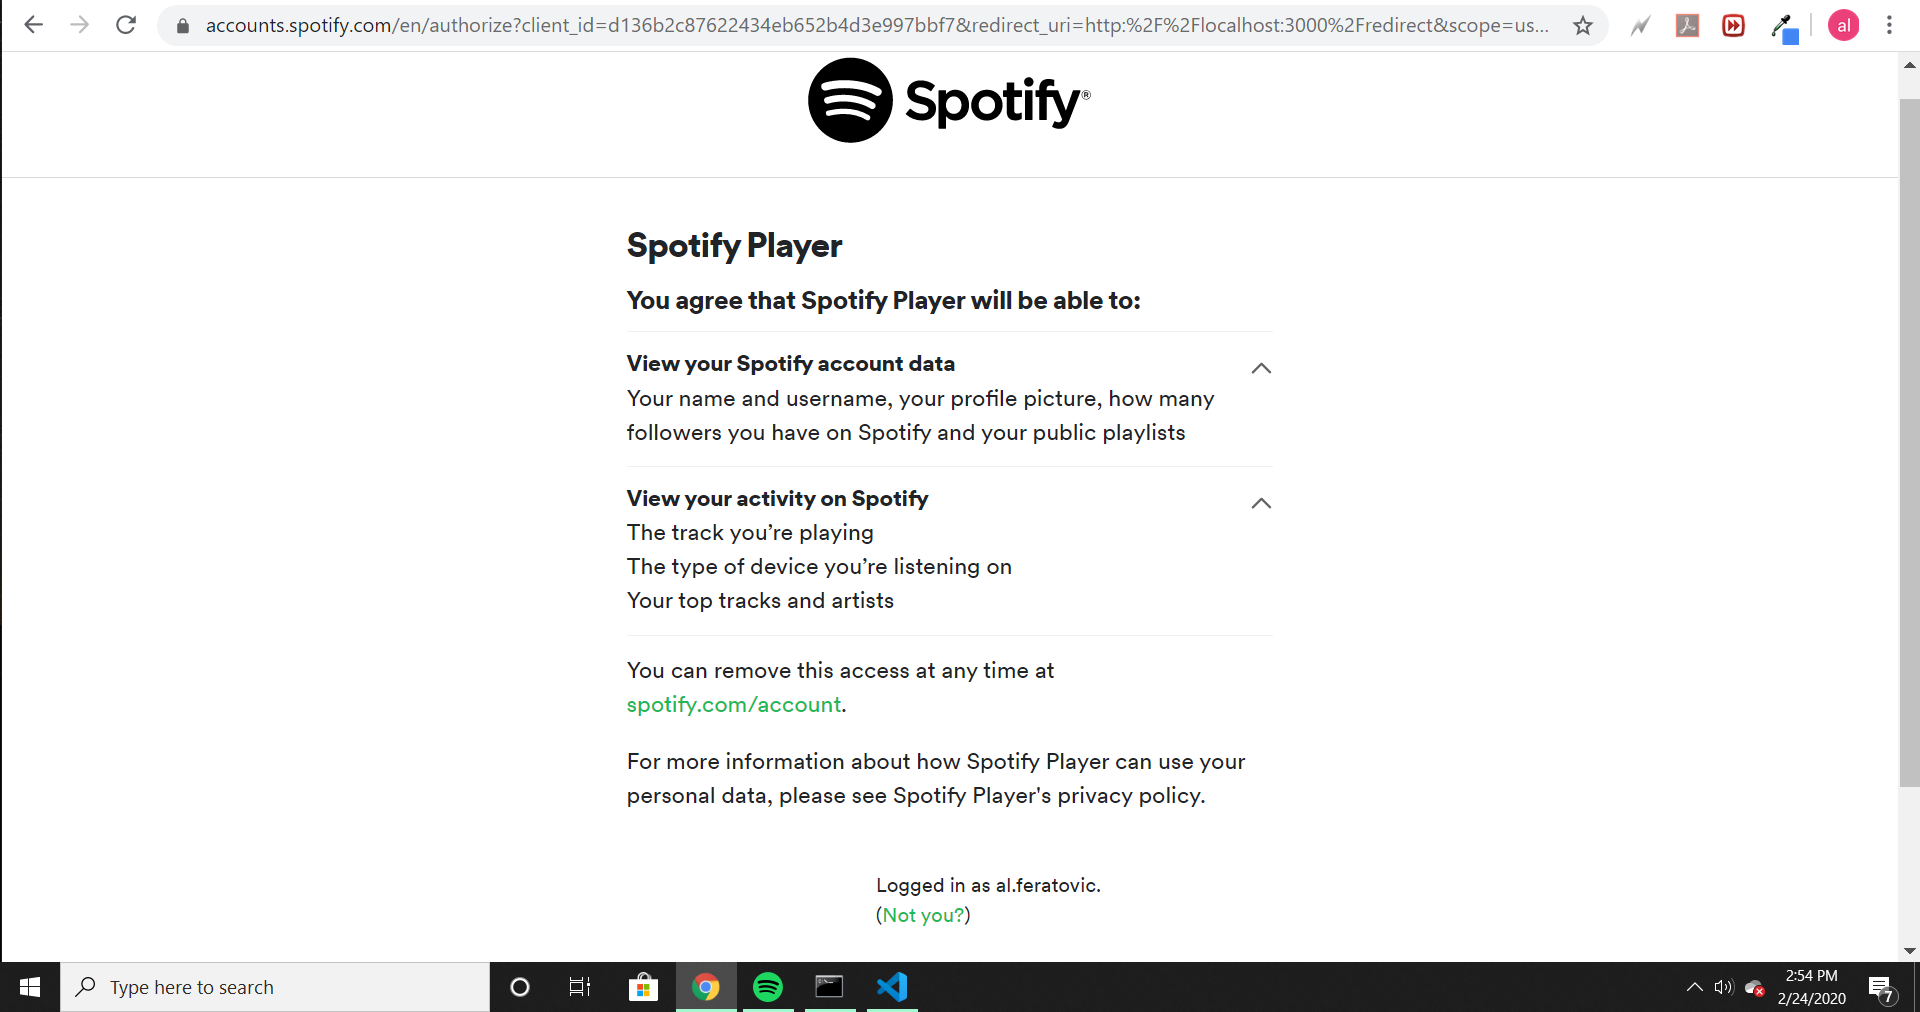 accounts.spotify.com/en/authorize?client_id=d136b2c87622434eb652b4d3e997bbf7&redirect_uri=http:%2F%2Flocalhost:3000%2Fredirect&scope=us...
al
Spotify®
Spotify Player
You agree that Spotify Player will be able to:
View your Spotify account data
Your name and username, your profile picture, how many
followers you have on Spotify and your public playlists
View your activity on Spotify
The track you’re playing
The type of device you’re listening on
Your top tracks and artists
You can remove this access at any time at
spotify.com/account.
For more information about how Spotify Player can use your
personal data, please see Spotify Player's privacy policy.
Logged in as al.feratovic.
(Not you?)
Type here to search
2:54 PM
2/24/2020
7